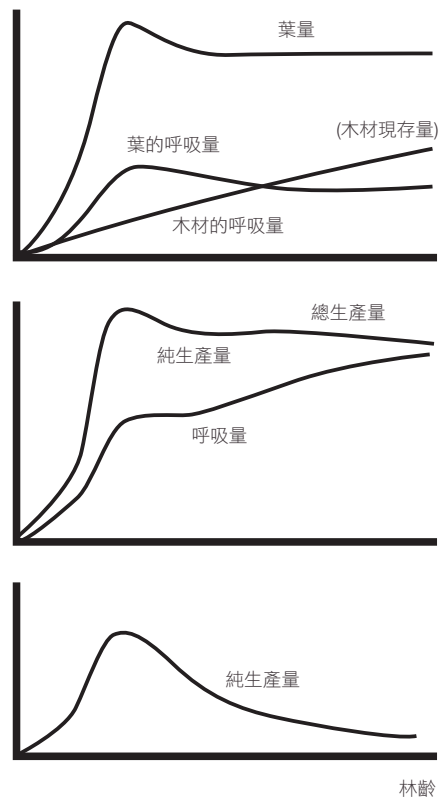 葉量
(木材現存量)
葉的呼吸量
木材的呼吸量
總生產量
純生產量
呼吸量
純生產量
林齡